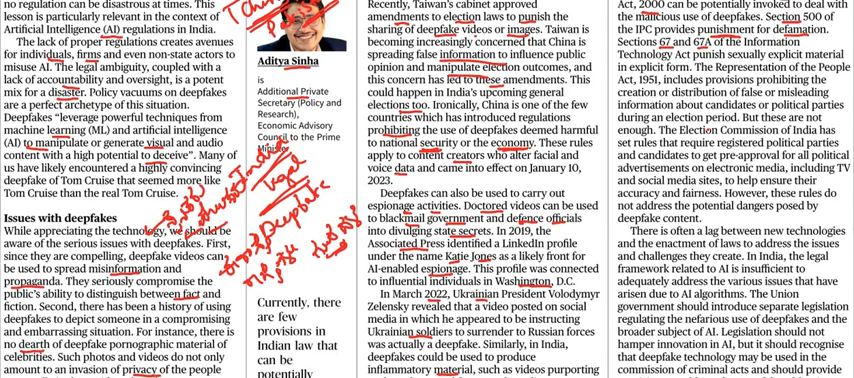 no regulation can be disastrous at times. This
lesson is particularly relevant in the context of
Artificial Intelligence (AI) regulations in India.
The lack of proper regulations creates avenues
for individuals, firms and even non-state actors to
misuse AI. The legal ambiguity, coupled with a
lack of accountability and oversight, is a potent
mix for a disaster. Policy vacuums on deepfakes
are a perfect archetype of this situation.
Deepfakes “leverage powerful techniques from
machine learning (ML) and artificial intelligence
(AI) to manipulate or generate visual and audio
content with a high potential to deceive”. Many of
us have likely encountered a highly convincing
deepfake of Tom Cruise that seemed more like
Tom Cruise than the real Tom Cruise.
Issues with deepfakes
While appreciating the technology, we should be
aware of the serious issues with deepfakes. First,
since they are compelling, deepfake videos can
be used to spread misinformation and
propaganda. They seriously compromise the
public’s ability to distinguish between fact and
fiction. Second, there has been a history of using
deepfakes to depict someone in a compromising
and embarrassing situation. For instance, there is
no dearth of deepfake pornographic material of
celebrities. Such photos and videos do not only
amount to an invasion of privacy of the people
Aditya Sinha
is
Additional Private
Secretary (Policy and
Research),
Economic Advisory
Council to the Prime
Minister
India
legal
Deepfake
Currently, there
are few
provisions in
Indian law that
can be
potentially
Recently, Taiwan’s cabinet approved
amendments to election laws to punish the
sharing of deepfake videos or images. Taiwan is
becoming increasingly concerned that China is
spreading false information to influence public
opinion and manipulate election outcomes, and
this concern has led to these amendments. This
could happen in India’s upcoming general
elections too. Ironically, China is one of the few
countries which has introduced regulations
prohibiting the use of deepfakes deemed harmful
to national security or the economy. These rules
apply to content creators who alter facial and
voice data and came into effect on January 10,
2023.
Deepfakes can also be used to carry out
espionage activities. Doctored videos can be used
to blackmail government and defence officials
into divulging state secrets. In 2019, the
Associated Press identified a LinkedIn profile
under the name Katie Jones as a likely front for
AI-enabled espionage. This profile was connected
to influential individuals in Washington, D.C.
In March 2022, Ukrainian President Volodymyr
Zelensky revealed that a video posted on social
media in which he appeared to be instructing
Ukrainian soldiers to surrender to Russian forces
was actually a deepfake. Similarly, in India,
deepfakes could be used to produce
inflammatory material, such as videos purporting
Act, 2000 can be potentially invoked to deal with
the malicious use of deepfakes. Section 500 of
the IPC provides punishment for defamation.
Sections 67 and 67A of the Information
Technology Act punish sexually explicit material
in explicit form. The Representation of the People
Act, 1951, includes provisions prohibiting the
creation or distribution of false or misleading
information about candidates or political parties
during an election period. But these are not
enough. The Election Commission of India has
set rules that require registered political parties
and candidates to get pre-approval for all political
advertisements on electronic media, including TV
and social media sites, to help ensure their
accuracy and fairness. However, these rules do
not address the potential dangers posed by
deepfake content.
There is often a lag between new technologies
and the enactment of laws to address the issues
and challenges they create. In India, the legal
framework related to AI is insufficient to
adequately address the various issues that have
arisen due to AI algorithms. The Union
government should introduce separate legislation
regulating the nefarious use of deepfakes and the
broader subject of AI. Legislation should not
hamper innovation in AI, but it should recognise
that deepfake technology may be used in the
commission of criminal acts and should provide